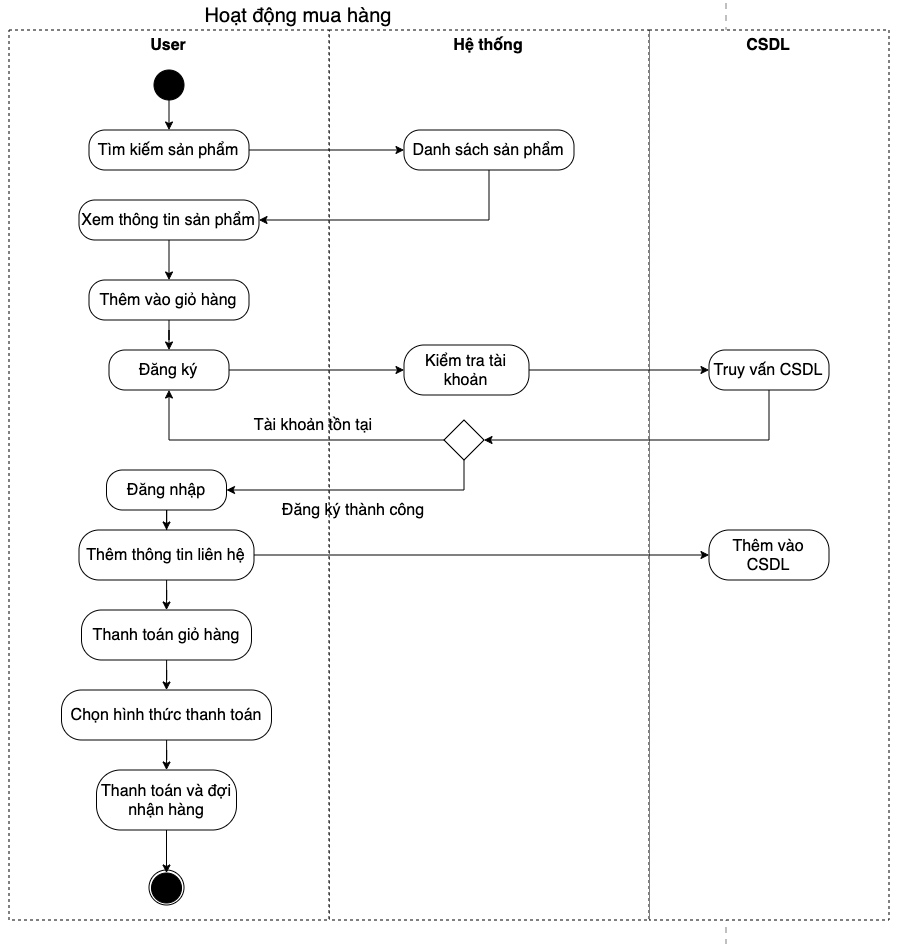 Hoạt động mua hàng
User
Hệ thống
CSDL
Tìm kiếm sản phẩm
Danh sách sản phẩm
Xem thông tin sản phẩm
Thêm vào giỏ hàng
Đăng ký
Kiểm tra tài
khoản
Truy vấn CSDL
Tài khoản tồn tại
Đăng nhập
Đăng ký thành công
Thêm thông tin liên hệ
Thêm vào
CSDL
Thanh toán giỏ hàng
Chọn hình thức thanh toán
Thanh toán và đợi
nhận hàng